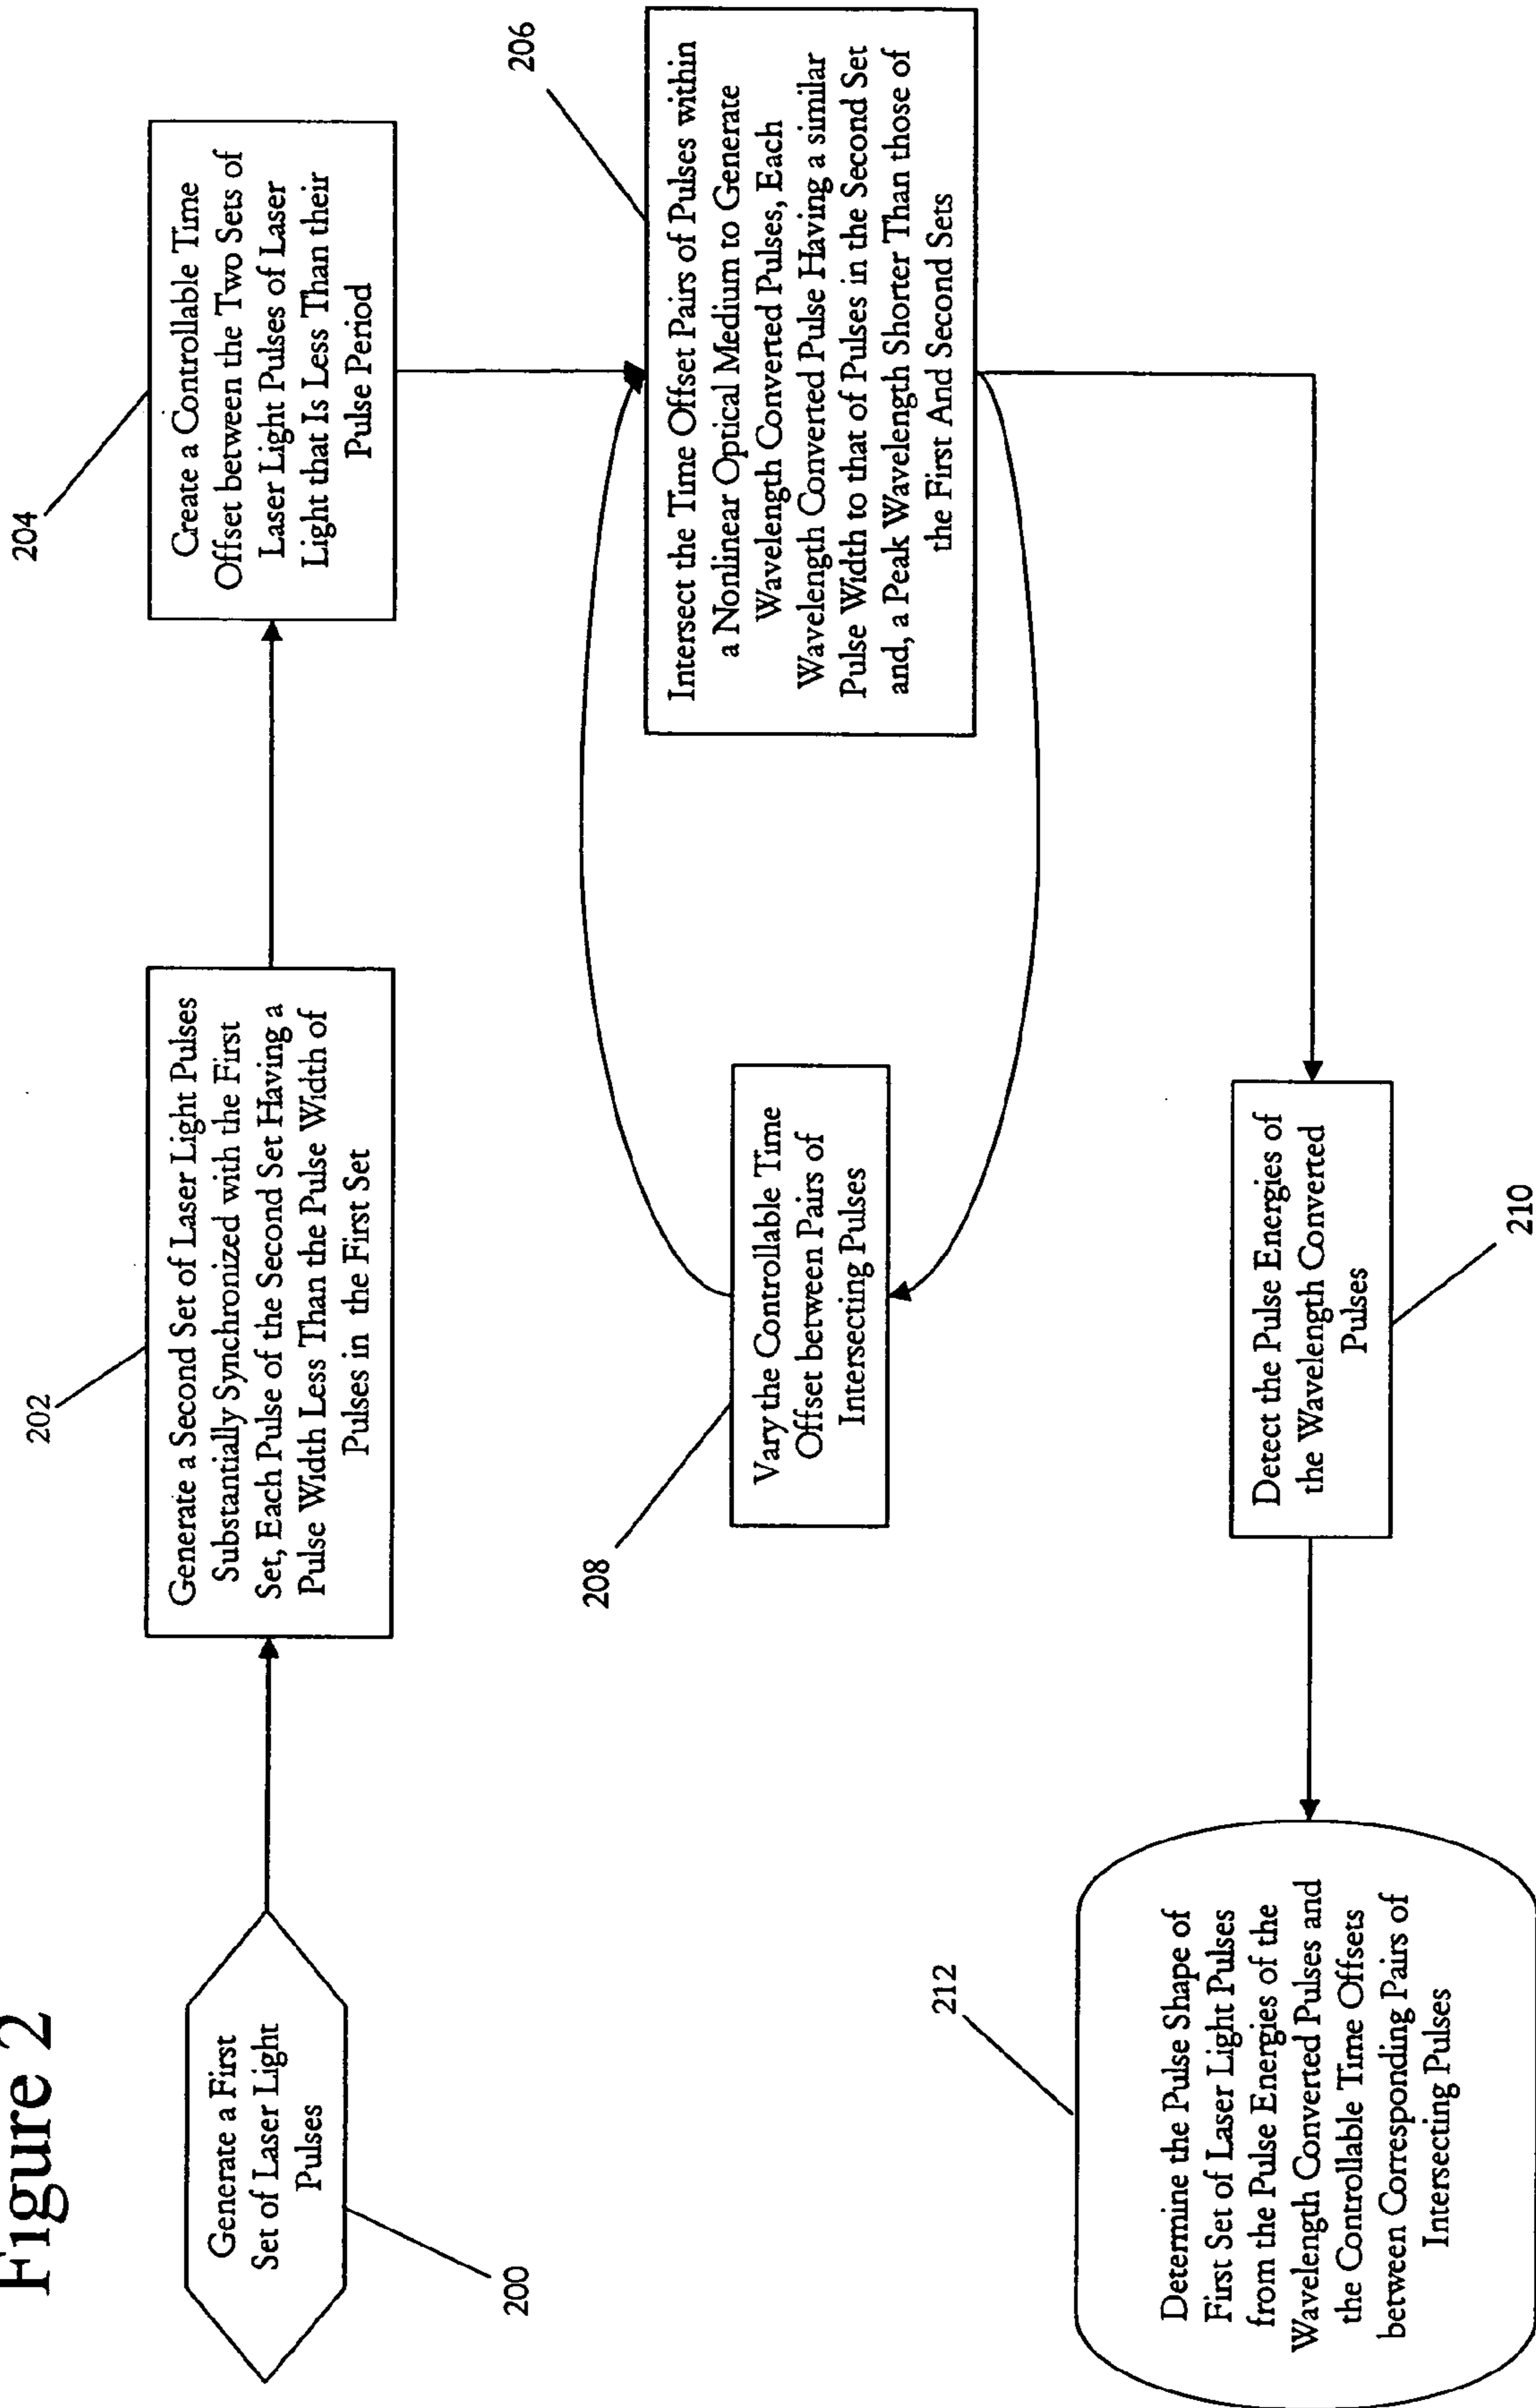 Figure 2
200
Generate a First
Set of Laser Light
Pulses
202
Generate a Second Set of Laser Light Pulses
Substantially Synchronized with the First
Set, Each Pulse of the Second Set Having a
Pulse Width Less Than the Pulse Width of
Pulses in the First Set
204
Create a Controllable Time
Offset between the Two Sets of
Laser Light Pulses of Laser
Light that Is Less Than their
Pulse Period
206
Intersect the Time Offset Pairs of Pulses within
a Nonlinear Optical Medium to Generate
Wavelength Converted Pulses, Each
Wavelength Converted Pulse Having a similar
Pulse Width to that of Pulses in the Second Set
and, a Peak Wavelength Shorter Than those of
the First And Second Sets
208
Vary the Controllable Time
Offset between Pairs of
Intersecting Pulses
210
Detect the Pulse Energies of
the Wavelength Converted
Pulses
212
Determine the Pulse Shape of
First Set of Laser Light Pulses
from the Pulse Energies of the
Wavelength Converted Pulses and
the Controllable Time Offsets
between Corresponding Pairs of
Intersecting Pulses